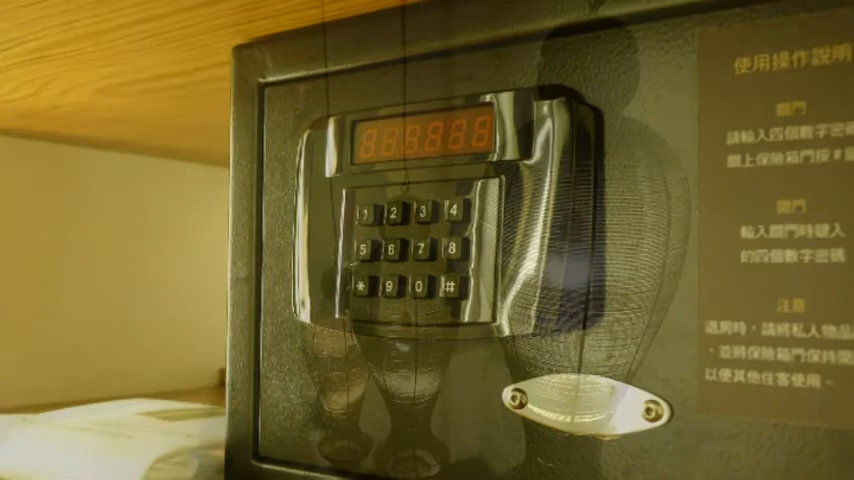 888888
1 2 3 4
5 6 7 8
* 9 0 #
使用操作說明
關門
請輸入四個數字密碼
關上保險箱門按#
開門
輸入關門時鍵入
的四個數字密碼
注意
退房時,請將私人物品
,並將保險箱門保持開
以便其他住客使用。